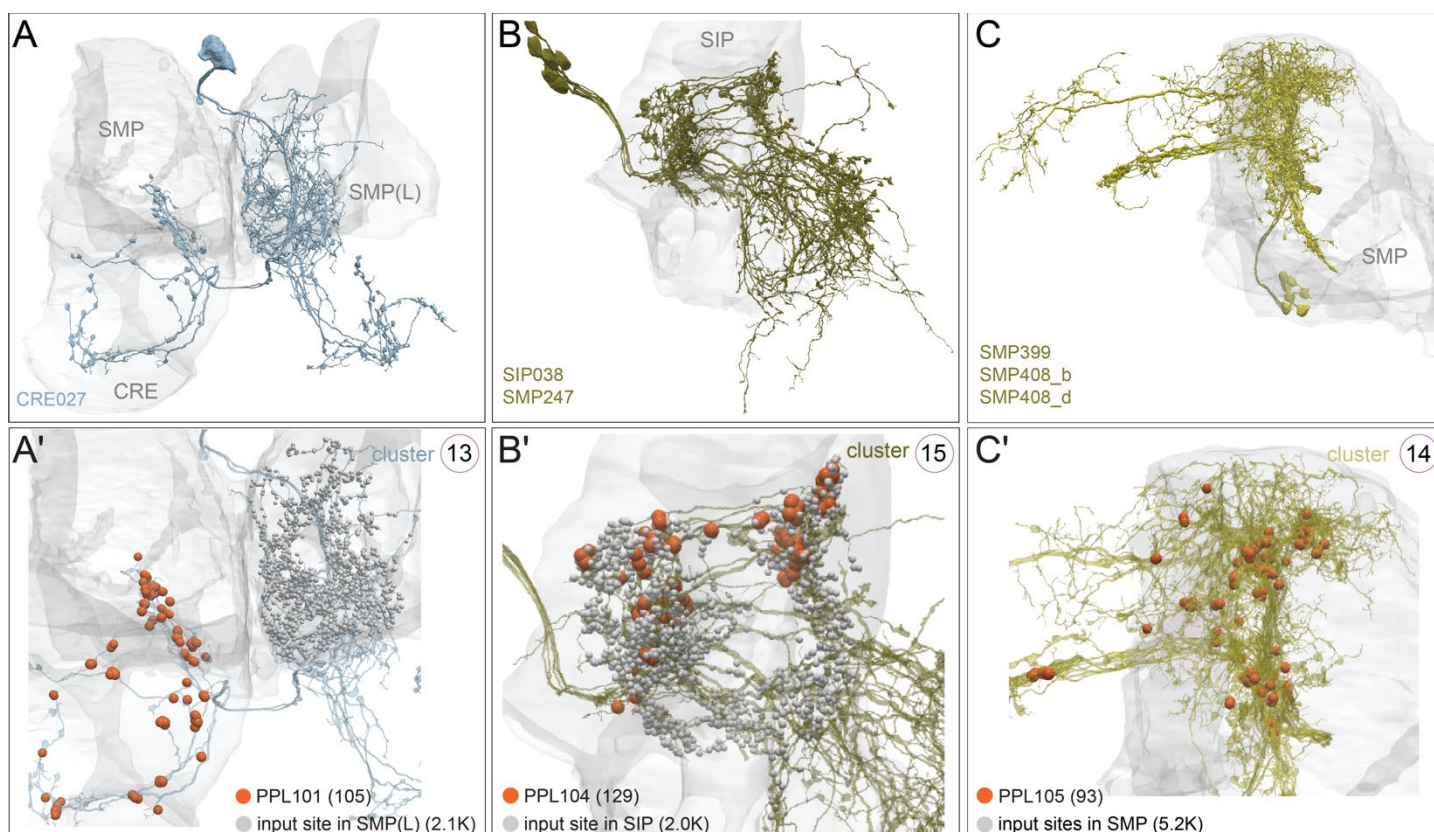 A
SMP
SMP(L)
CRE
CRE027
B
SIP
SIP038
SMP247
C
SMP
SMP399
SMP408_b
SMP408_d
A'
cluster 13
PPL101 (105)
input site in SMP(L) (2.1K)
B'
cluster 15
PPL104 (129)
input site in SIP (2.0K)
C'
cluster 14
PPL105 (93)
input sites in SMP (5.2K)